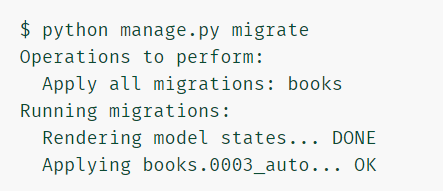 $ python manage.py migrate
Operations to perform:
  Apply all migrations: books
Running migrations:
  Rendering model states... DONE
  Applying books.0003_auto... OK